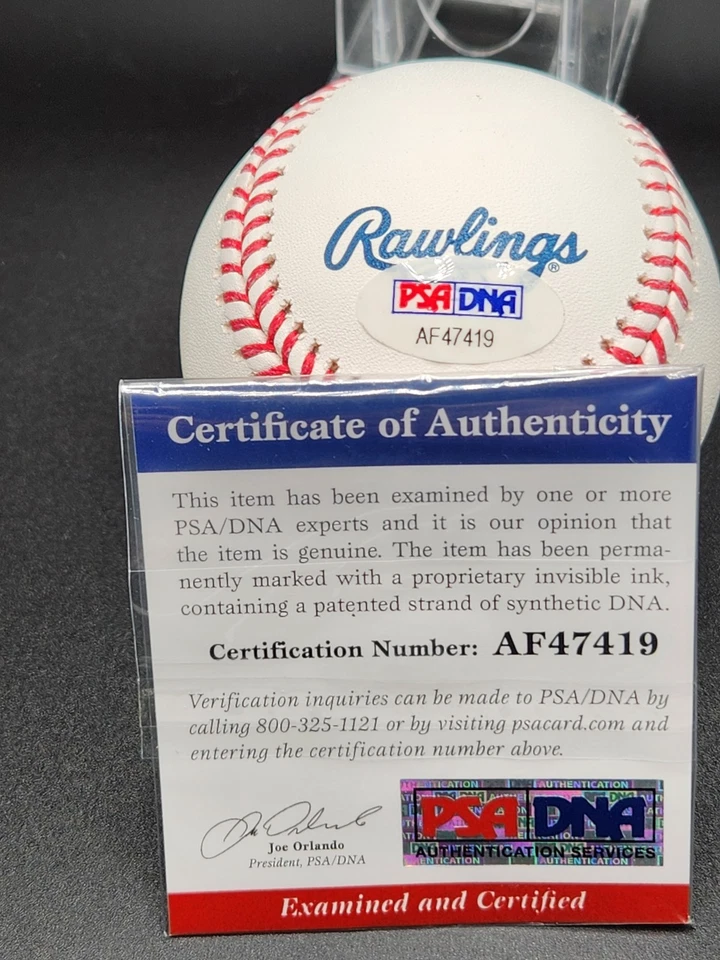 Rawlings®
PSA DNA
AF47419
Certificate of Authenticity
This item has been examined by one or more
PSA/DNA experts and it is our opinion that
the item is genuine. The item has been perma-
nently marked with a proprietary invisible ink,
containing a patented strand of synthetic DNA.
Certification Number: AF47419
Verification inquiries can be made to PSA/DNA by
calling 800-325-1121 or by visiting psacard.com and
entering the certification number above.
PSA DNA
AUTHENTICATION SERVICES
Joe Orlando
President, PSA/DNA
Examined and Certified